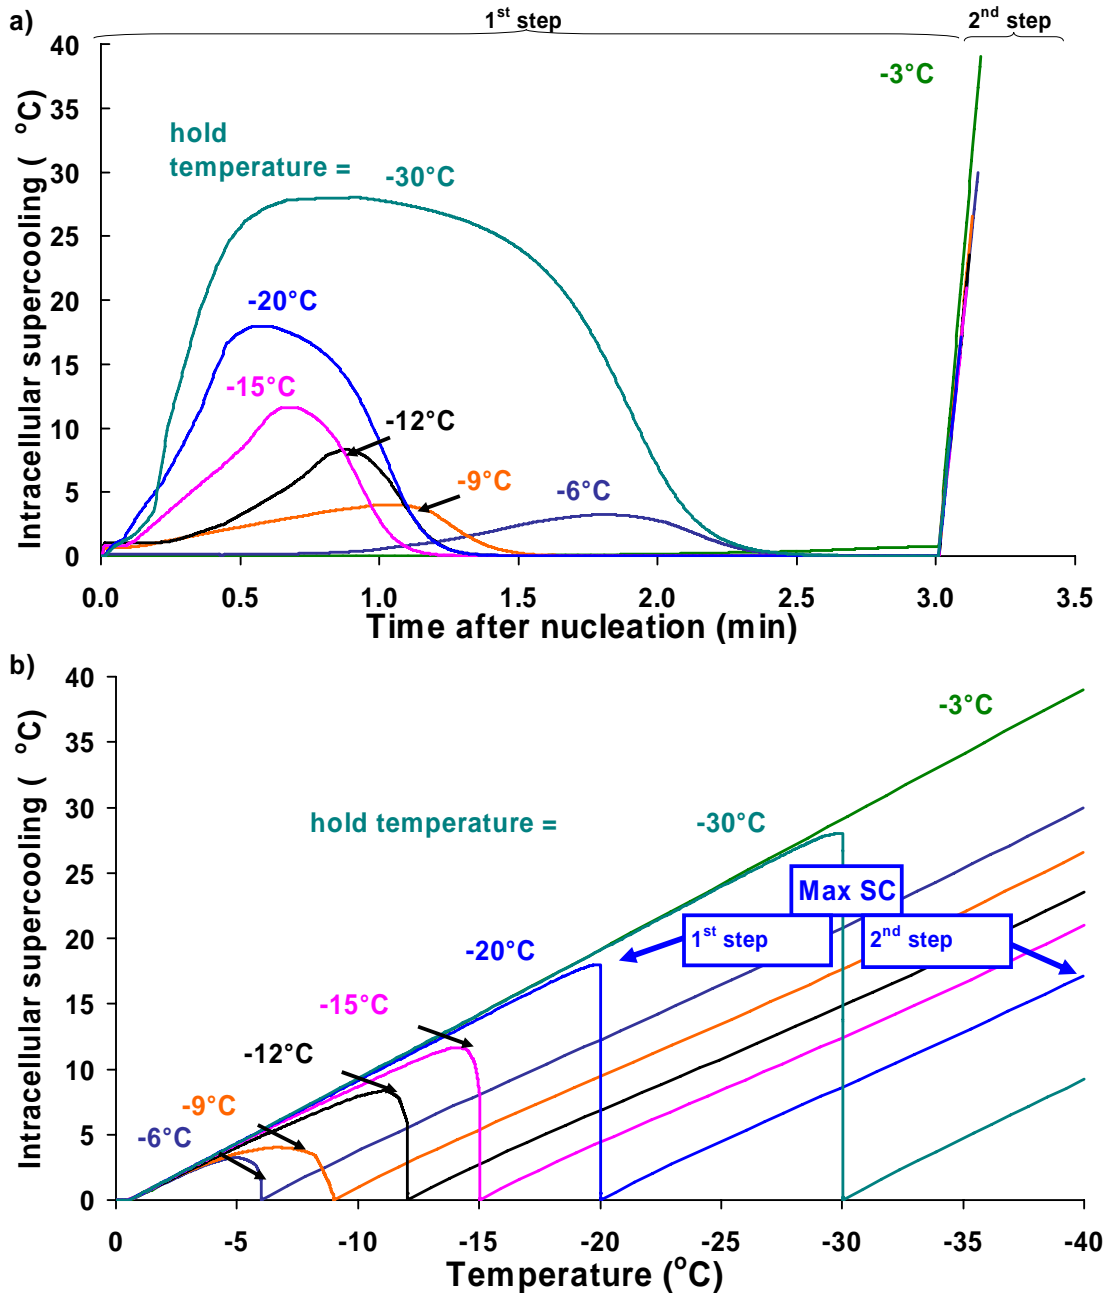 a)
1st step
2nd step
Intracellular supercooling ( °C)
40
35
30
25
20
15
10
5
0
hold
temperature =
-30°C
-20°C
-15°C
-12°C
-9°C
-6°C
-3°C
0.0 0.5 1.0 1.5 2.0 2.5 3.0 3.5
Time after nucleation (min)
b)
Intracellular supercooling ( °C)
40
35
30
25
20
15
10
5
0
-3°C
hold temperature =
-30°C
Max SC
1st step
2nd step
-20°C
-15°C
-12°C
-9°C
-6°C
0 -5 -10 -15 -20 -25 -30 -35 -40
Temperature (oC)